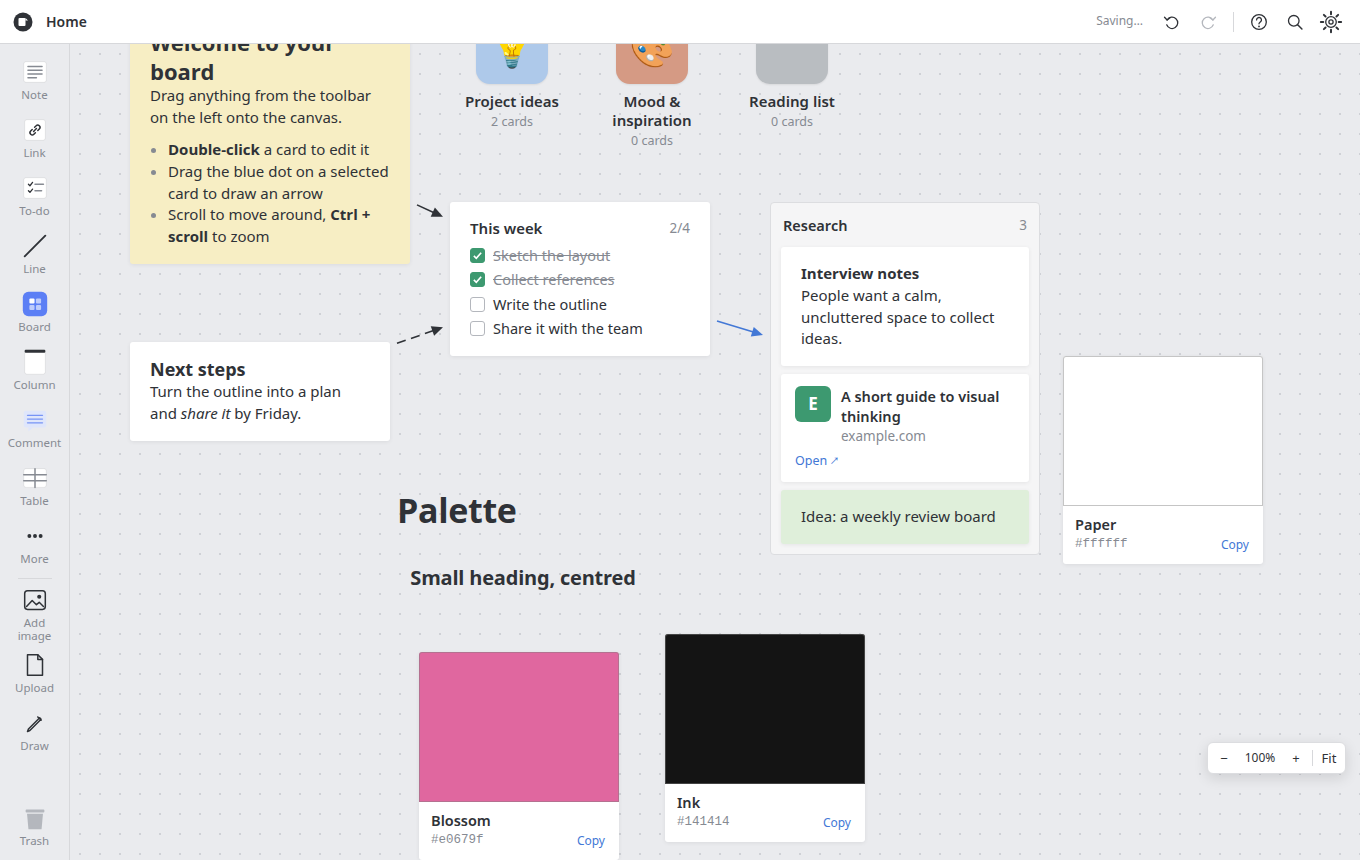 Home
Saving...
Note
Link
To-do
Line
Board
Column
Comment
Table
More
Add
image
Upload
Draw
Trash
Welcome to your
board
Drag anything from the toolbar
on the left onto the canvas.
Double-click a card to edit it
Drag the blue dot on a selected
card to draw an arrow
Scroll to move around, Ctrl +
scroll to zoom
Project ideas
2 cards
Mood &
inspiration
0 cards
Reading list
0 cards
This week
2/4
Sketch the layout
Collect references
Write the outline
Share it with the team
Next steps
Turn the outline into a plan
and share it by Friday.
Research
3
Interview notes
People want a calm,
uncluttered space to collect
ideas.
E
A short guide to visual
thinking
example.com
Open ↗
Idea: a weekly review board
Palette
Small heading, centred
Paper
#ffffff
Copy
Blossom
#e0679f
Copy
Ink
#141414
Copy
− 100% + Fit